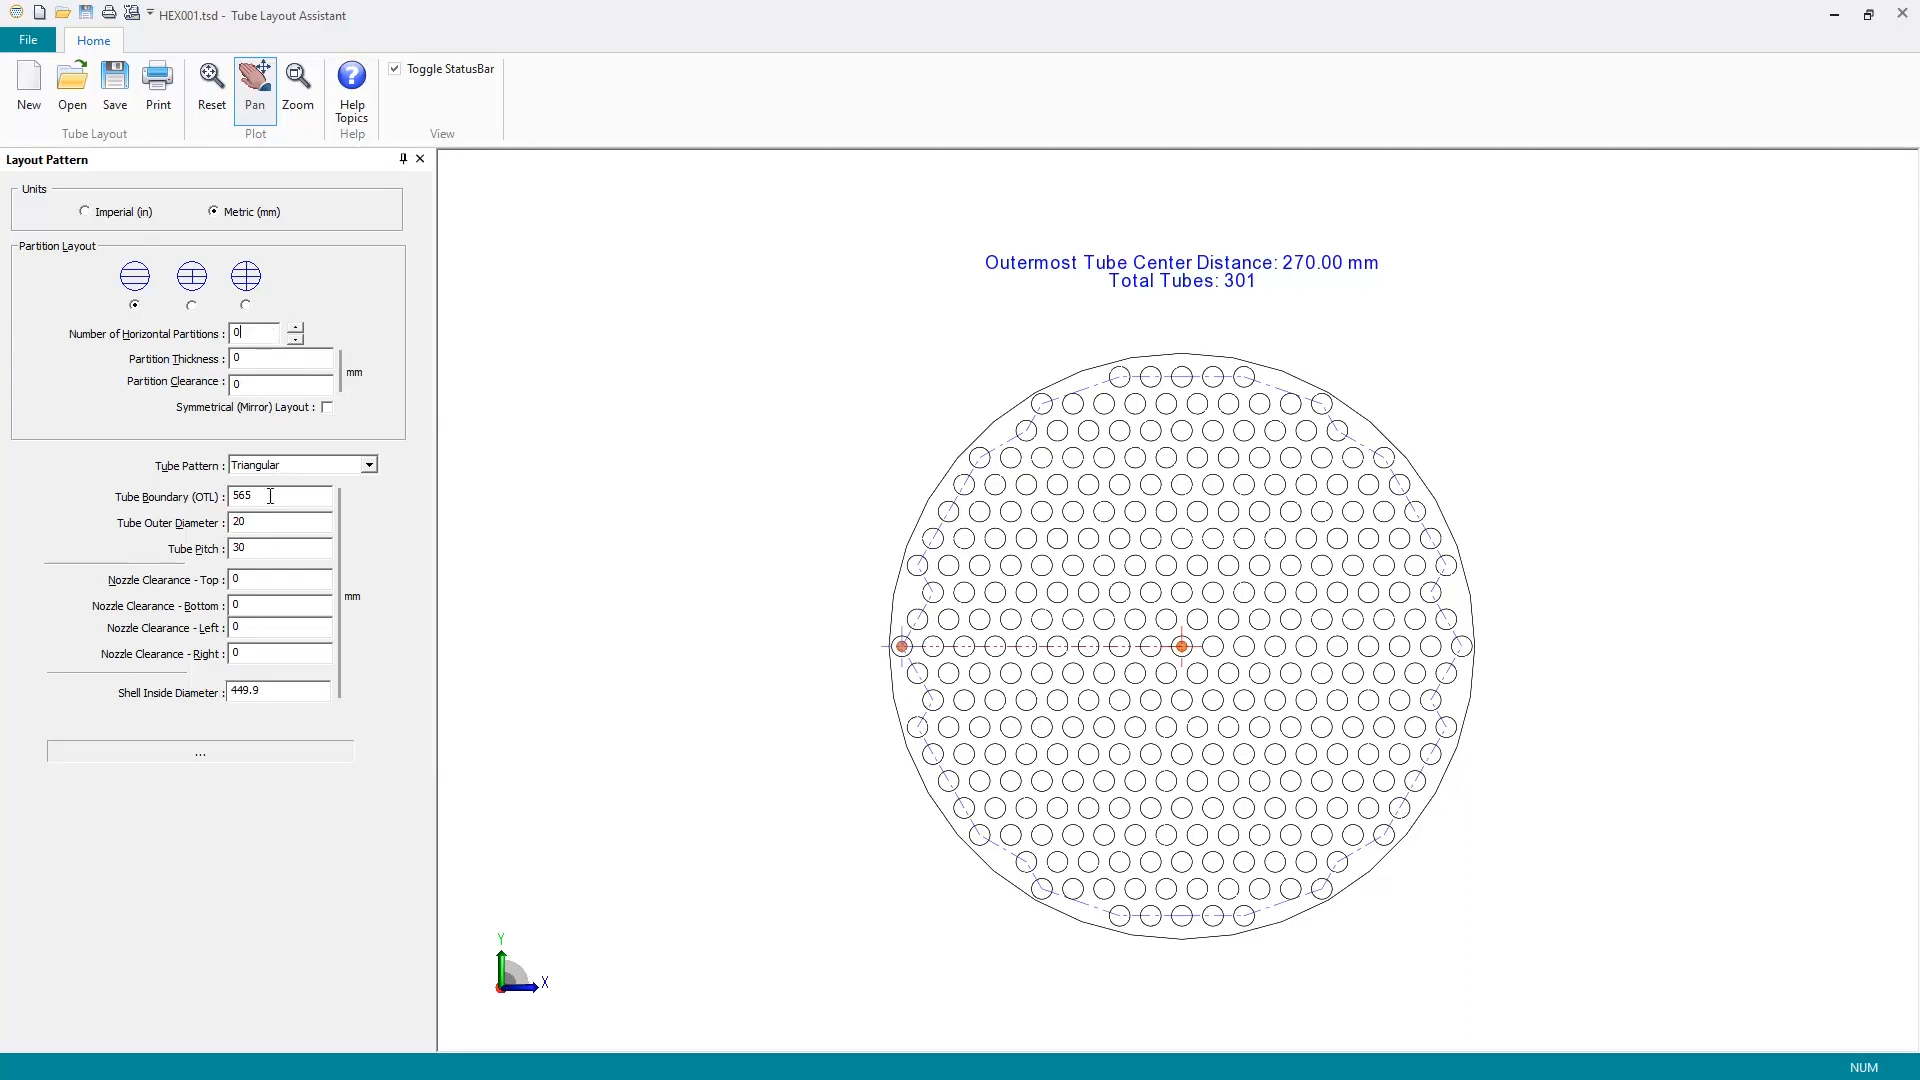 HEX001.tsd - Tube Layout Assistant
File
Home
New
Open
Save
Print
Reset
Pan
Zoom
Help Topics
Toggle StatusBar
Tube Layout
Plot
Help
View
Layout Pattern
Units
Imperial (in)
Metric (mm)
Partition Layout
Number of Horizontal Partitions : 0
Partition Thickness : 0
mm
Partition Clearance : 0
Symmetrical (Mirror) Layout :
Tube Pattern : Triangular
Tube Boundary (OTL) : 565
Tube Outer Diameter : 20
Tube Pitch : 30
Nozzle Clearance - Top : 0
mm
Nozzle Clearance - Bottom : 0
Nozzle Clearance - Left : 0
Nozzle Clearance - Right : 0
Shell Inside Diameter : 449.9
...
Outermost Tube Center Distance: 270.00 mm
Total Tubes: 301
Y
X
NUM